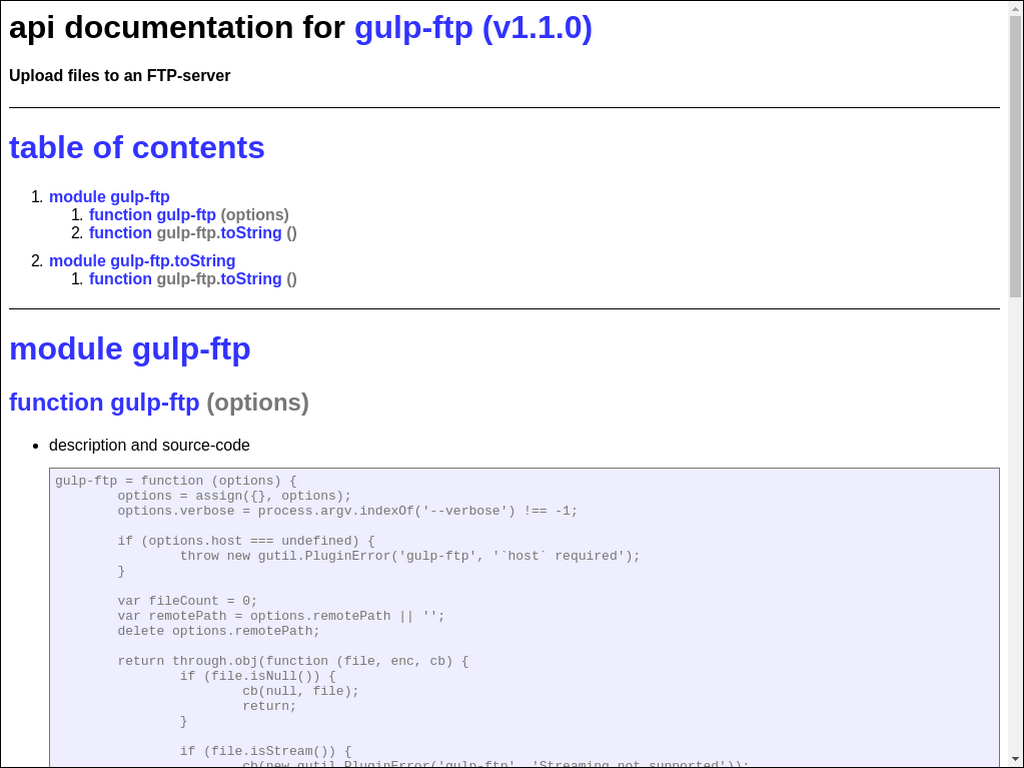 api documentation for gulp-ftp (v1.1.0)
Upload files to an FTP-server
table of contents
1. module gulp-ftp
1. function gulp-ftp (options)
2. function gulp-ftp.toString ()
2. module gulp-ftp.toString
1. function gulp-ftp.toString ()
module gulp-ftp
function gulp-ftp (options)
• description and source-code
gulp-ftp = function (options) {
options = assign({}, options);
options.verbose = process.argv.indexOf('--verbose') !== -1;
if (options.host === undefined) {
throw new gutil.PluginError('gulp-ftp', '`host` required');
}
var fileCount = 0;
var remotePath = options.remotePath || '';
delete options.remotePath;
return through.obj(function (file, enc, cb) {
if (file.isNull()) {
cb(null, file);
return;
}
if (file.isStream()) {
cb(new gutil.PluginError('gulp-ftp', 'Streaming not supported'));